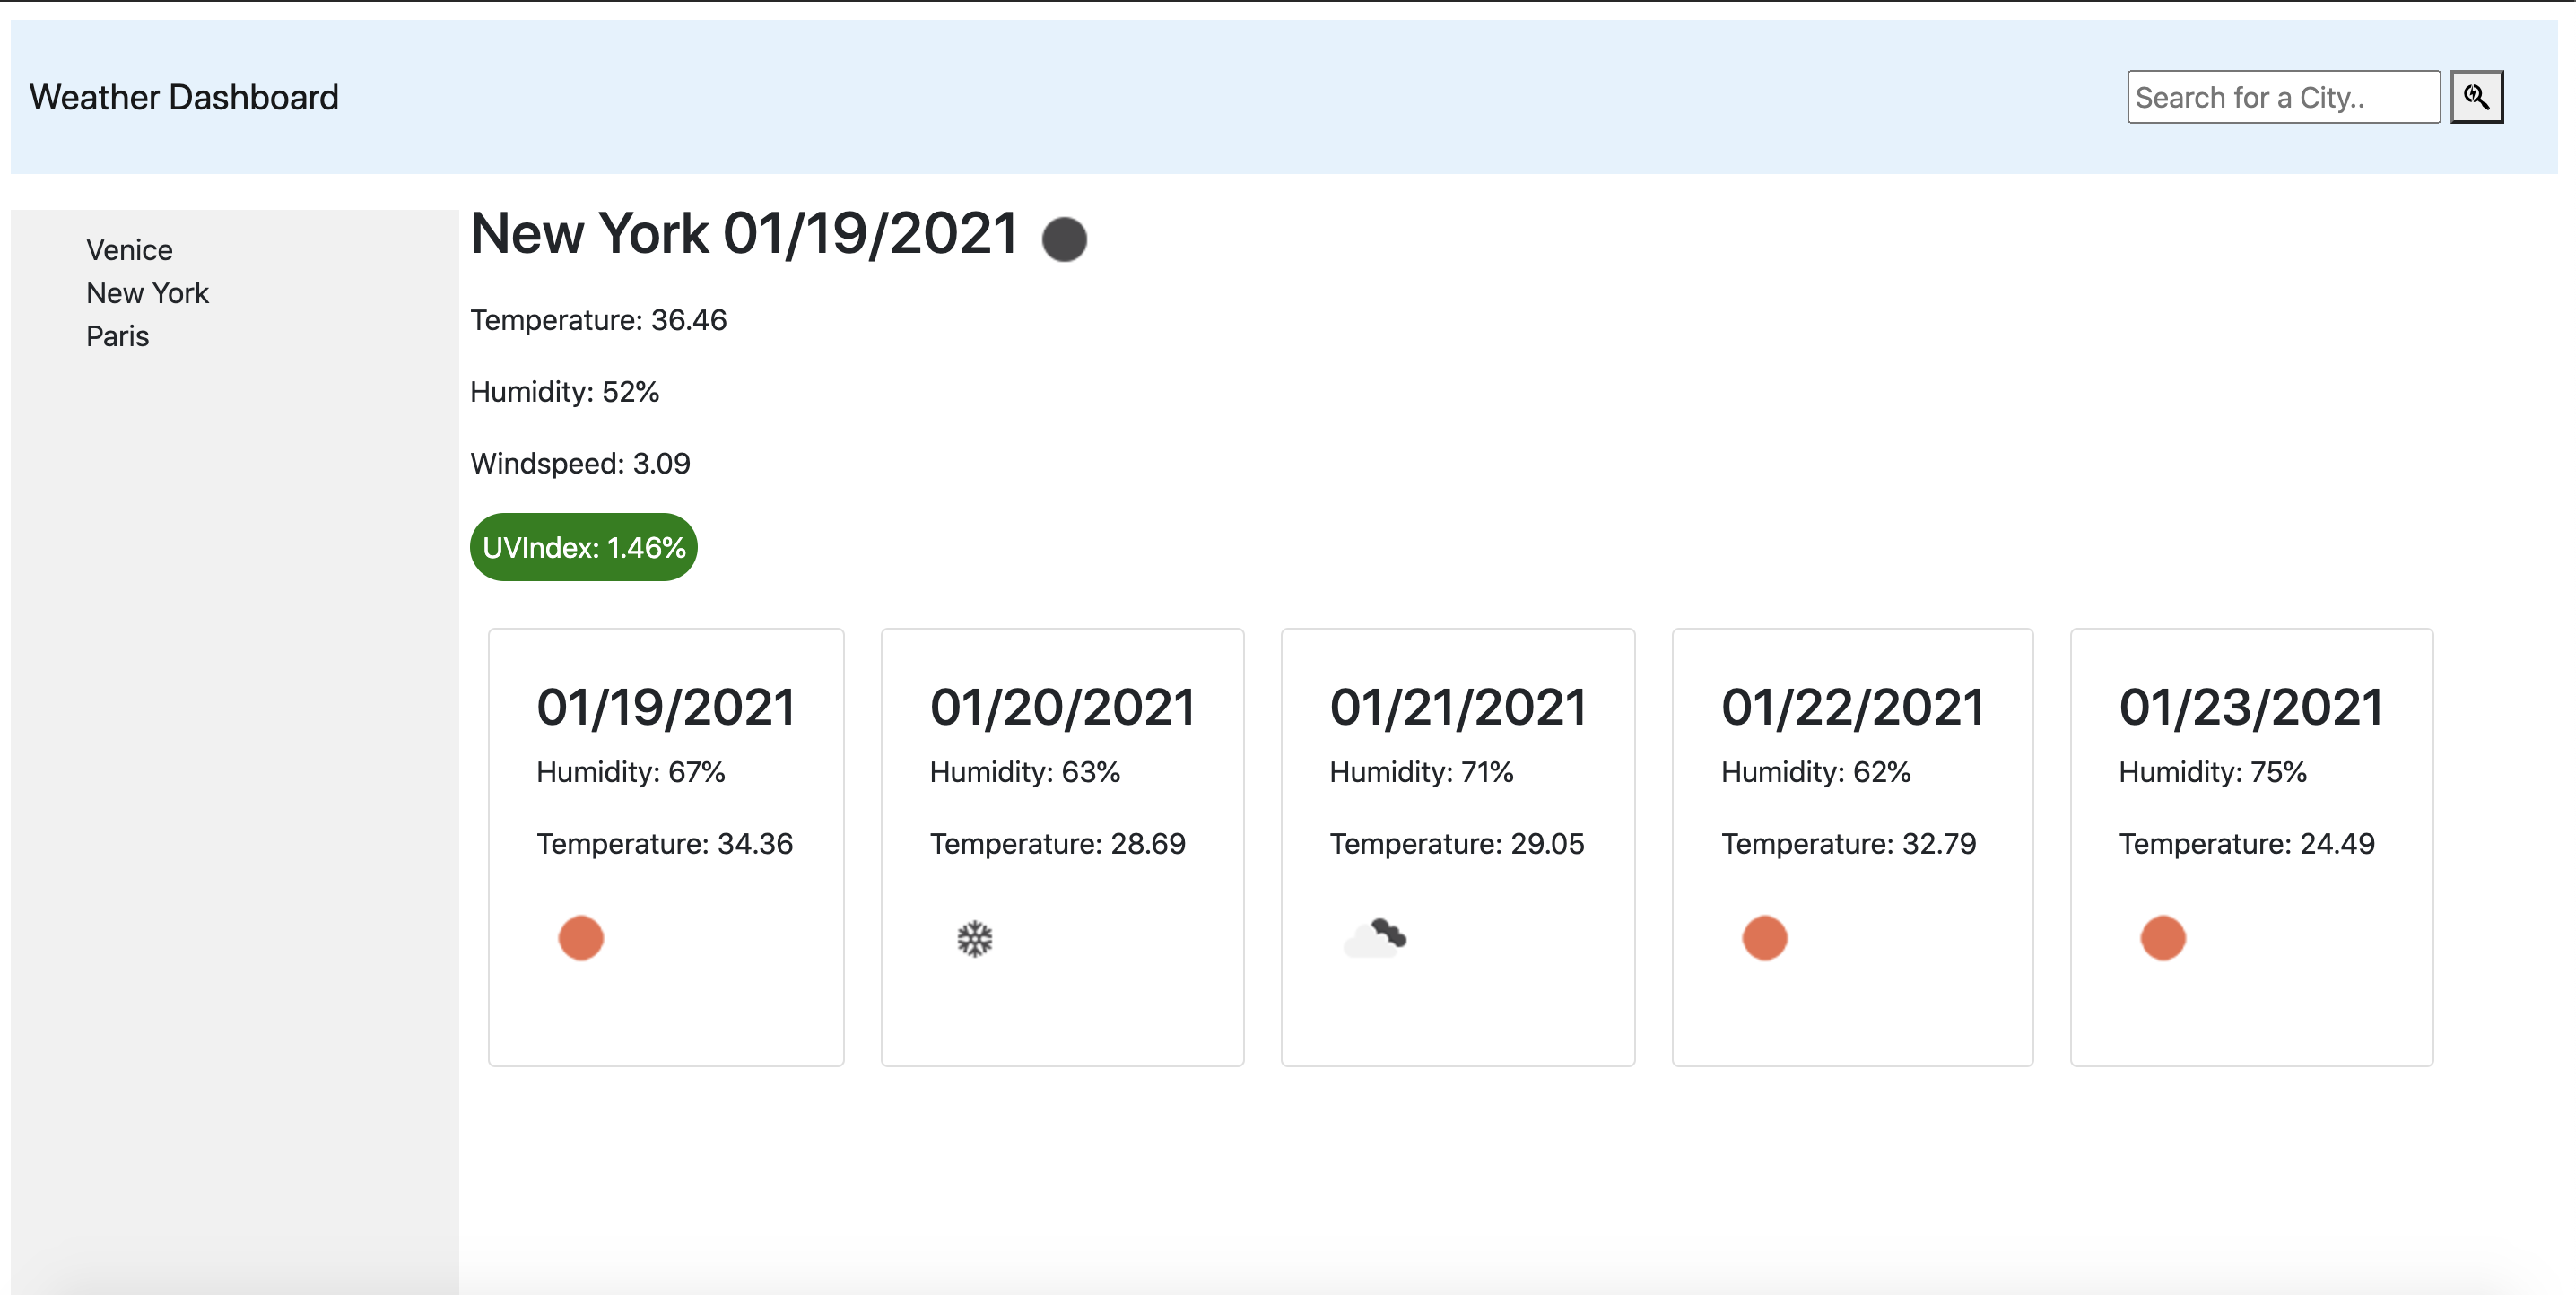 Weather Dashboard
Search for a City..
Venice
New York
Paris
New York 01/19/2021
Temperature: 36.46
Humidity: 52%
Windspeed: 3.09
UVIndex: 1.46%
01/19/2021
Humidity: 67%
Temperature: 34.36
01/20/2021
Humidity: 63%
Temperature: 28.69
01/21/2021
Humidity: 71%
Temperature: 29.05
01/22/2021
Humidity: 62%
Temperature: 32.79
01/23/2021
Humidity: 75%
Temperature: 24.49